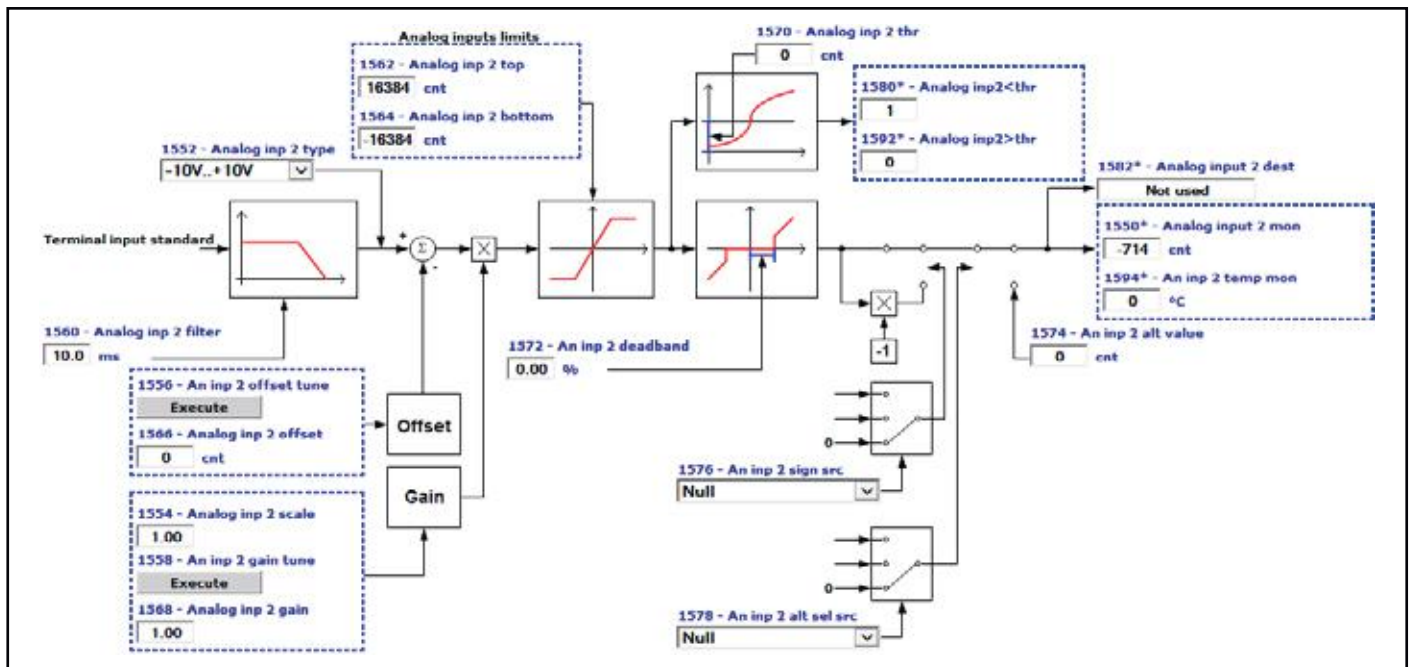 Analog inputs limits
1562 - Analog inp 2 top
16384 cnt
1564 - Analog inp 2 bottom
-16384 cnt
1570 - Analog inp 2 thr
0 cnt
1580* - Analog inp2<thr
1
1592* - Analog inp2>thr
0
1552 - Analog inp 2 type
-10V..+10V
1582* - Analog input 2 dest
Not used
Terminal input standard
+
Σ
-
X
1550* - Analog input 2 mon
-714 cnt
1594* - An inp 2 temp mon
0 °C
1560 - Analog inp 2 filter
10.0 ms
1572 - An inp 2 deadband
0.00 %
X
-1
1574 - An inp 2 alt value
0 cnt
1556 - An inp 2 offset tune
Execute
1566 - Analog inp 2 offset
0 cnt
Offset
Gain
1554 - Analog inp 2 scale
1.00
1558 - An inp 2 gain tune
Execute
1568 - Analog inp 2 gain
1.00
0
1576 - An inp 2 sign src
Null
0
1578 - An inp 2 alt sel src
Null